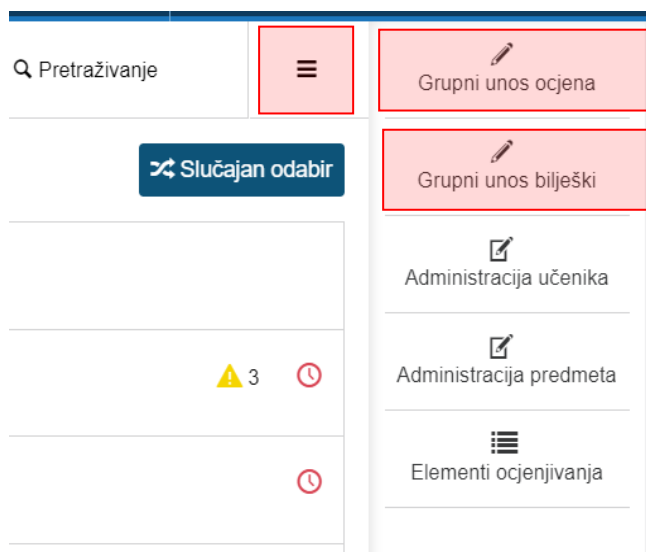 Pretraživanje
Grupni unos ocjena
Slučajan odabir
Grupni unos bilješki
Administracija učenika
3
Administracija predmeta
Elementi ocjenjivanja